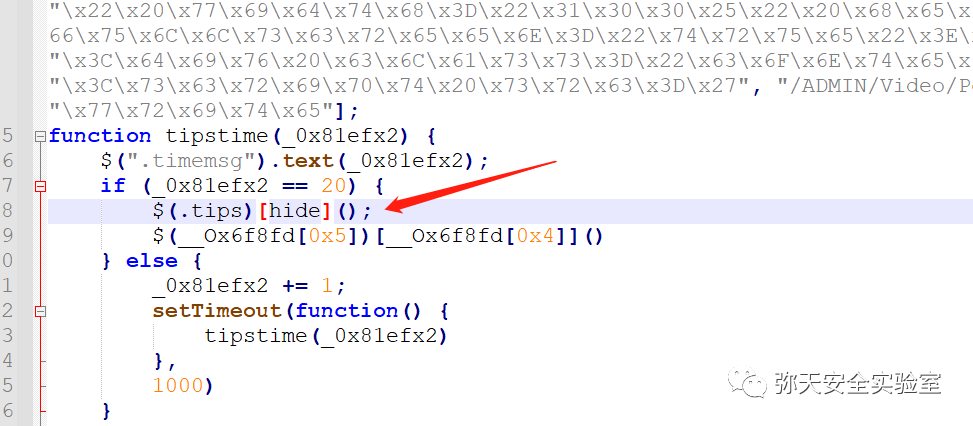 "\x22\x20\x77\x69\x64\x74\x68\x3D\x22\x31\x30\x30\x25\x22\x20\x68\x65\x
66\x75\x6C\x6C\x73\x63\x72\x65\x65\x6E\x3D\x22\x74\x72\x75\x65\x22\x3E\x
"\x3C\x64\x69\x76\x20\x63\x6C\x61\x73\x73\x3D\x22\x63\x6F\x6E\x74\x65\x
"\x3C\x73\x63\x72\x69\x70\x74\x20\x73\x72\x63\x3D\x27", "/ADMIN/Video/P
"\x77\x72\x69\x74\x65"];
5 function tipstime(_0x81efx2) {
6 $(".timemsg").text(_0x81efx2);
7 if (_0x81efx2 == 20) {
8 $(.tips)[hide]();
9 $(__Ox6f8fd[0x5])[__Ox6f8fd[0x4]]()
0 } else {
1 _0x81efx2 += 1;
2 setTimeout(function() {
3 tipstime(_0x81efx2)
4 },
5 1000)
6 }
弥天安全实验室